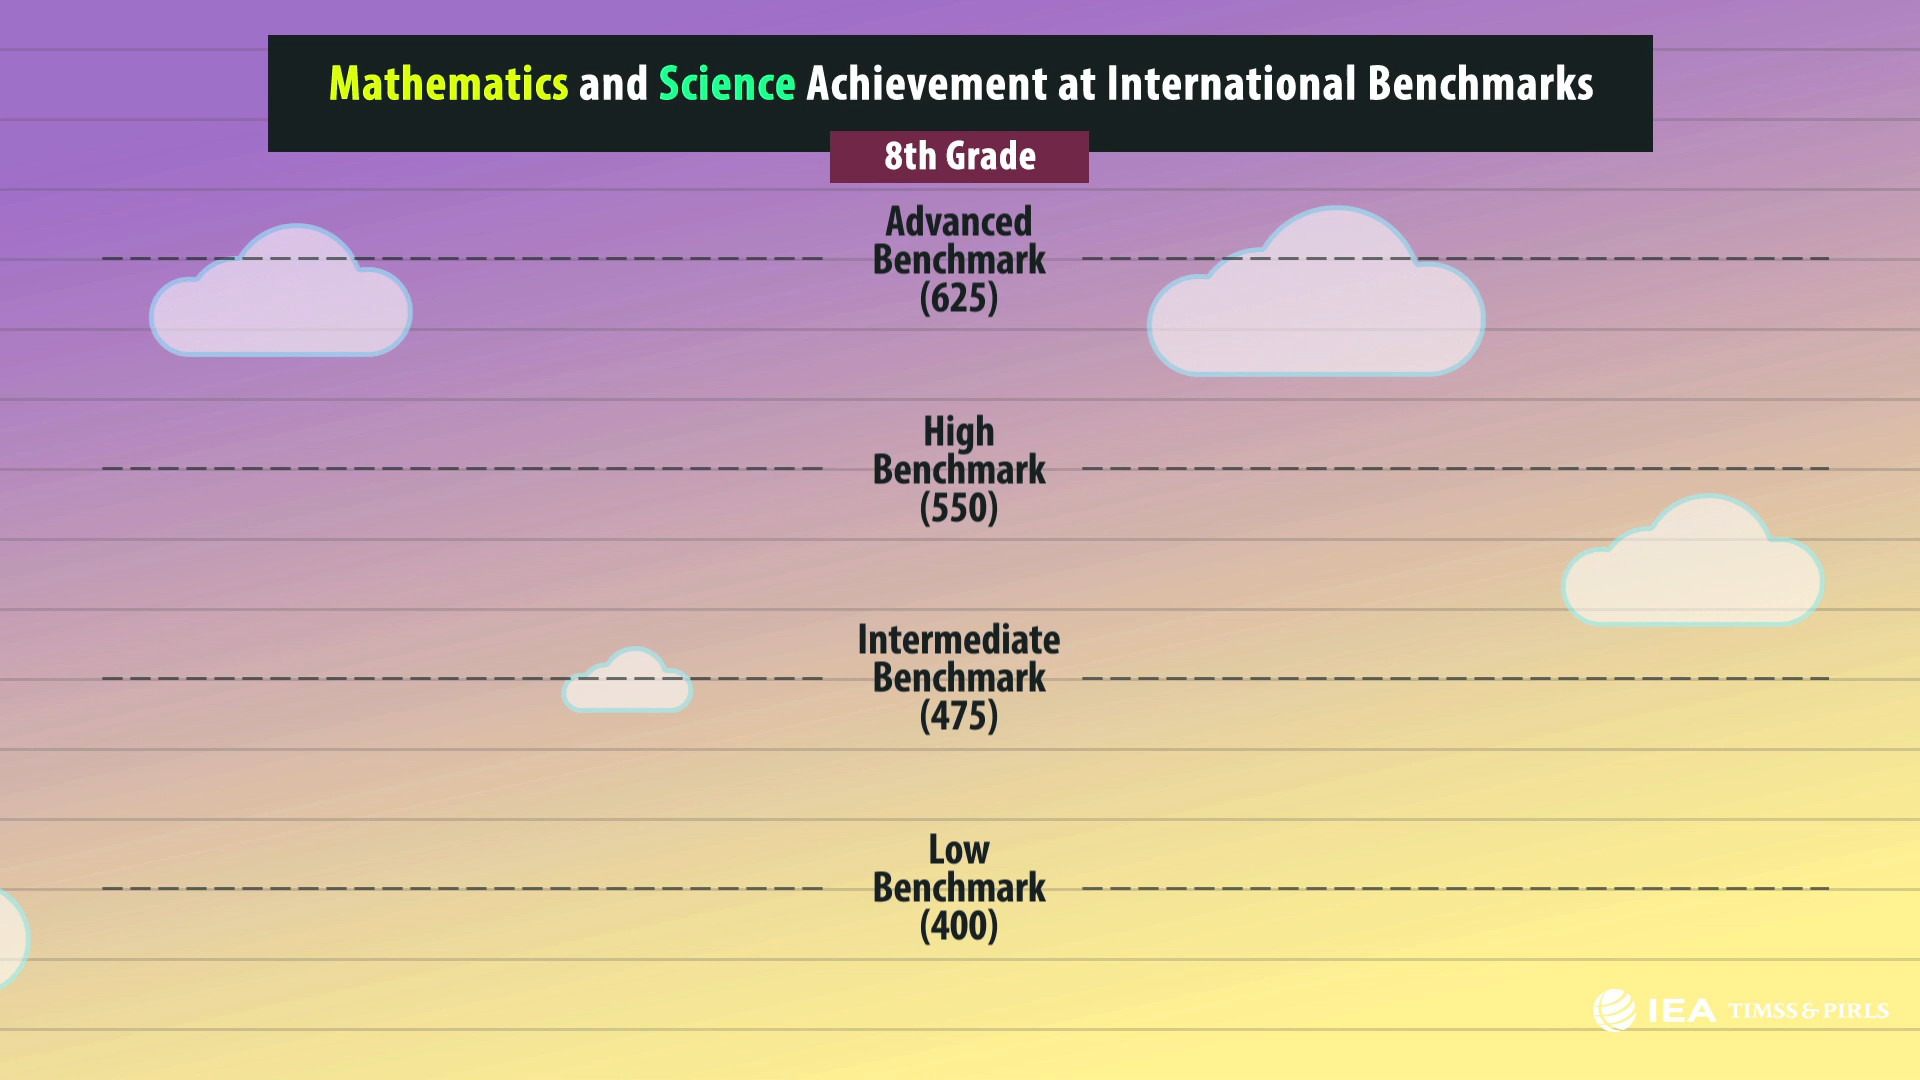 Mathematics and Science Achievement at International Benchmarks
8th Grade
Advanced
Benchmark
(625)
High
Benchmark
(550)
Intermediate
Benchmark
(475)
Low
Benchmark
(400)
IEA TIMSS & PIRLS